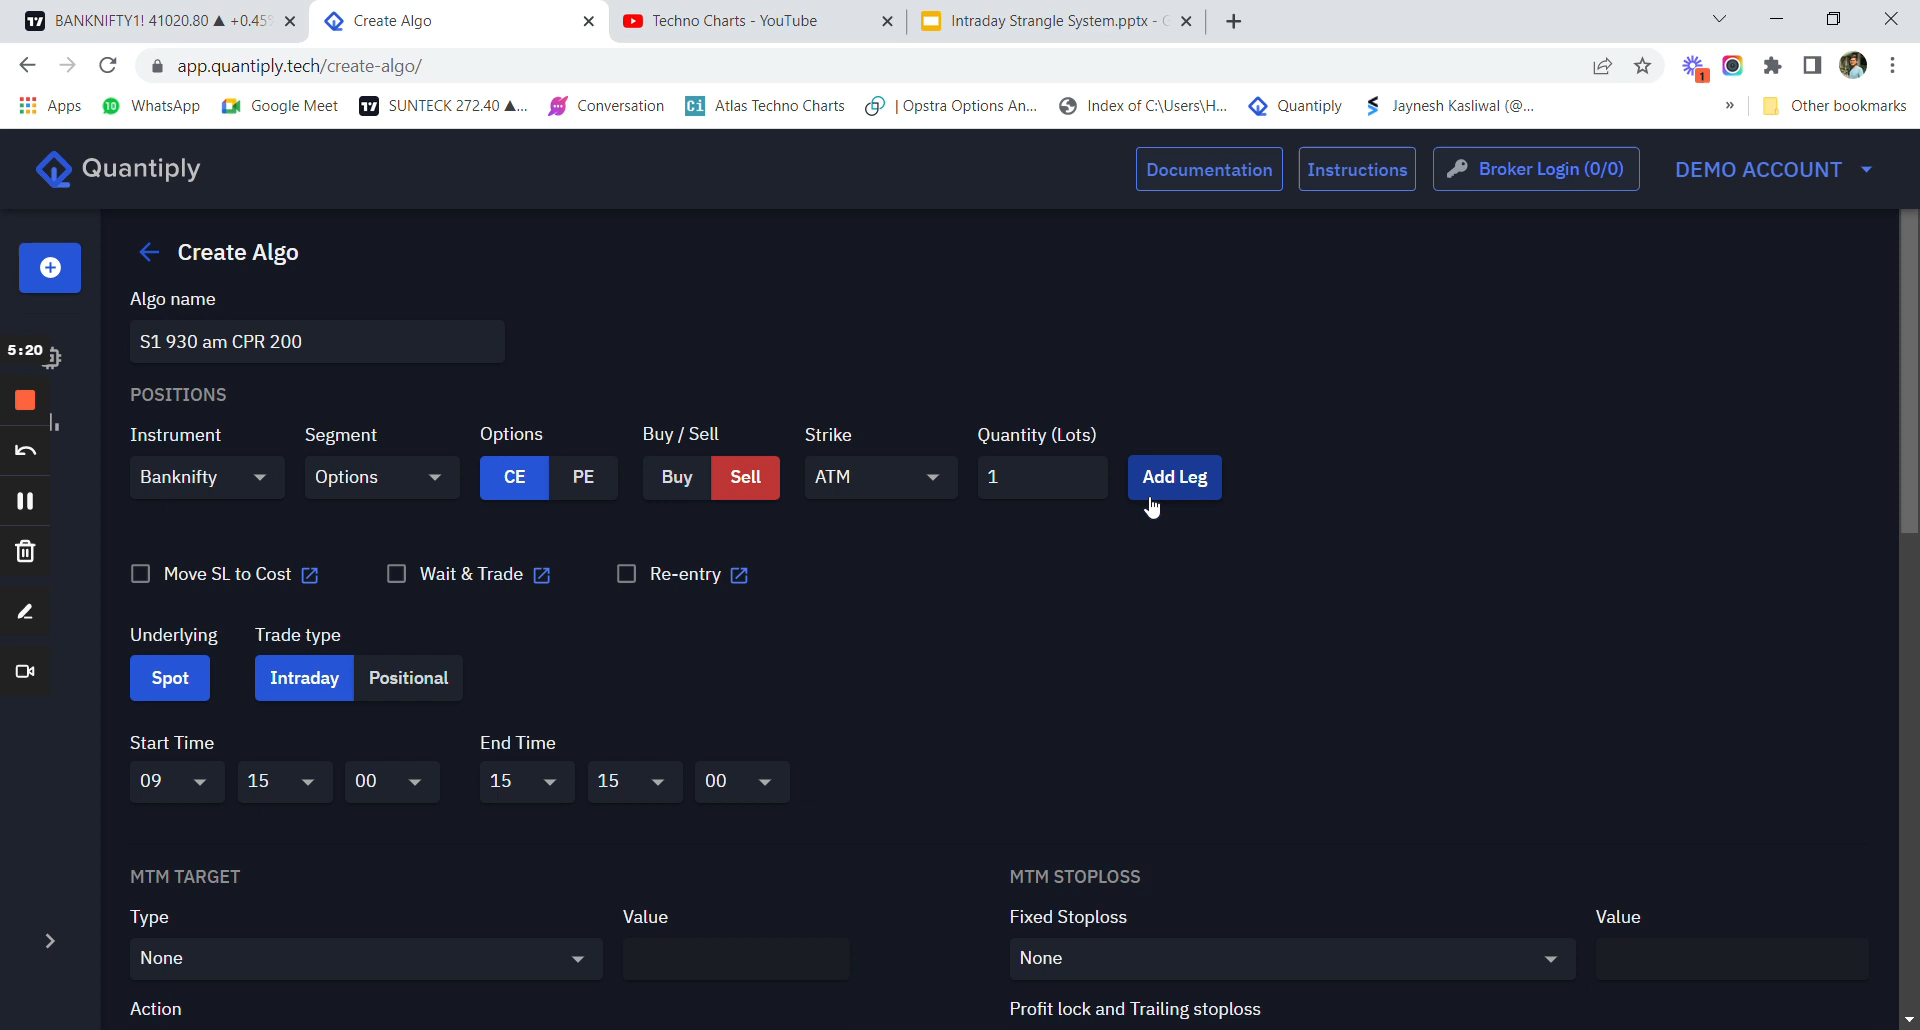 BANKNIFTY1! 41020.80 ▲ +0.45%
Create Algo
Techno Charts - YouTube
Intraday Strangle System.pptx -
app.quantiply.tech/create-algo/
1
Apps
10
WhatsApp
Google Meet
SUNTECK 272.40 ▲...
Conversation
Ci
Atlas Techno Charts
| Opstra Options An...
Index of C:\Users\H...
Quantiply
Jaynesh Kasliwal (@...
»
Other bookmarks
Quantiply
Documentation
Instructions
Broker Login (0/0)
DEMO ACCOUNT
Create Algo
Algo name
S1 930 am CPR 200
5:20
POSITIONS
Instrument Segment Options Buy / Sell Strike Quantity (Lots)
Banknifty Options CE PE Buy Sell ATM 1 Add Leg
Move SL to Cost Wait & Trade Re-entry
Underlying Trade type
Spot Intraday Positional
Start Time End Time
09 15 00 15 15 00
MTM TARGET MTM STOPLOSS
Type Value Fixed Stoploss Value
None None
Action Profit lock and Trailing stoploss